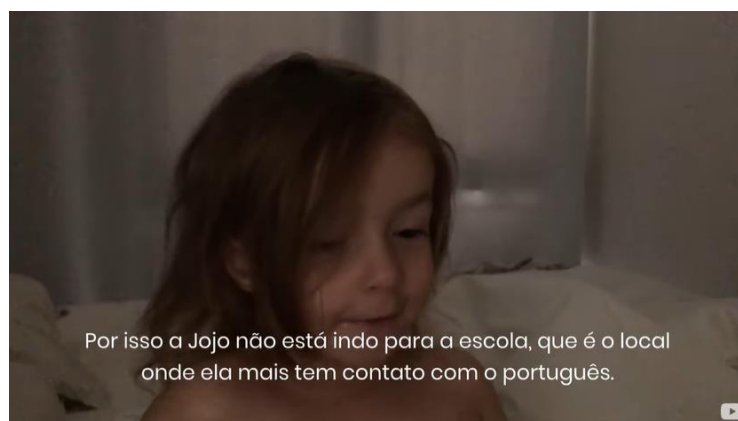 Por isso a Jojo não está indo para a escola, que é o local
onde ela mais tem contato com o português.